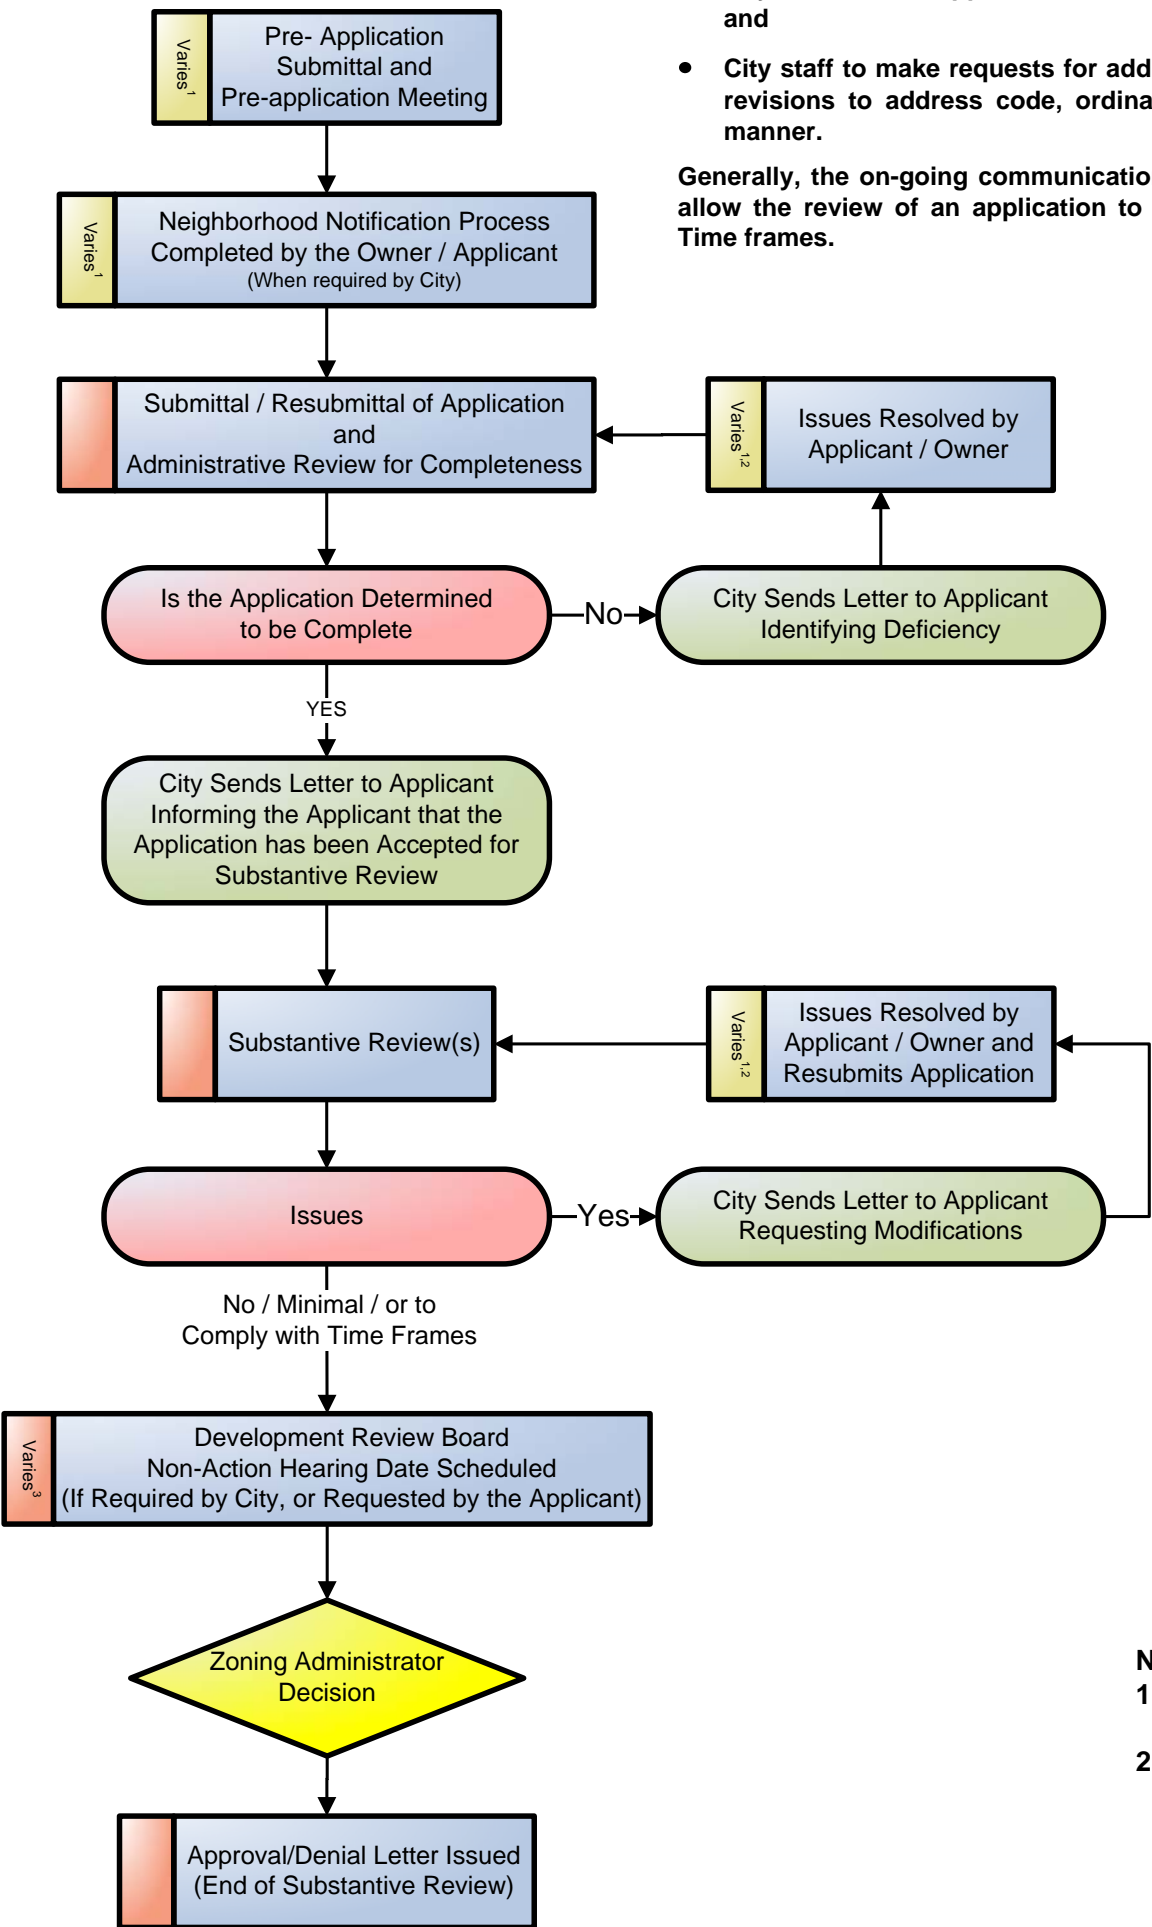 and
• City staff to make requests for add
revisions to address code, ordina
manner.
Generally, the on-going communicatio
allow the review of an application to
Time frames.
Varies1
Pre- Application
Submittal and
Pre-application Meeting
Varies1
Neighborhood Notification Process
Completed by the Owner / Applicant
(When required by City)
Submittal / Resubmittal of Application
and
Administrative Review for Completeness
Varies1,2
Issues Resolved by
Applicant / Owner
Is the Application Determined
to be Complete
No
City Sends Letter to Applicant
Identifying Deficiency
YES
City Sends Letter to Applicant
Informing the Applicant that the
Application has been Accepted for
Substantive Review
Substantive Review(s)
Varies1,2
Issues Resolved by
Applicant / Owner and
Resubmits Application
Issues
Yes
City Sends Letter to Applicant
Requesting Modifications
No / Minimal / or to
Comply with Time Frames
Varies3
Development Review Board
Non-Action Hearing Date Scheduled
(If Required by City, or Requested by the Applicant)
Zoning Administrator
Decision
N
1
2
Approval/Denial Letter Issued
(End of Substantive Review)